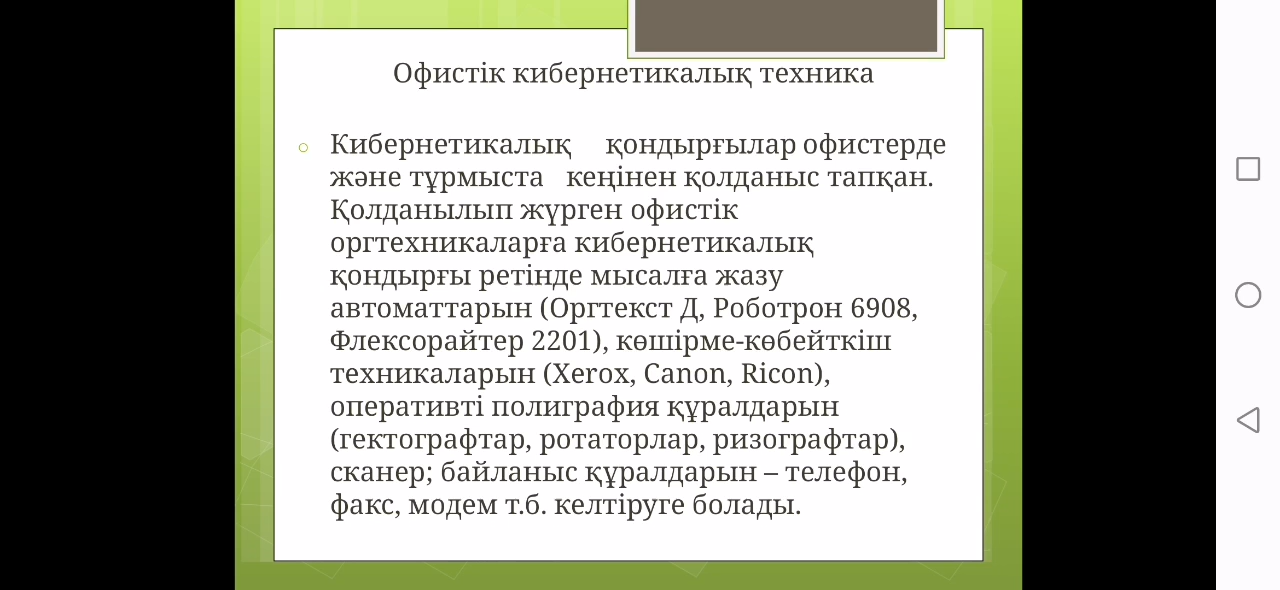 Офистік кибернетикалық техника
Кибернетикалық қондырғылар офистерде
және тұрмыста кеңінен қолданыс тапқан.
Қолданылып жүрген офистік
оргтехникаларға кибернетикалық
қондырғы ретінде мысалға жазу
автоматтарын (Оргтекст Д, Роботрон 6908,
Флексорайтер 2201), көшірме-көбейткіш
техникаларын (Xerox, Canon, Ricon),
оперативті полиграфия құралдарын
(гектографтар, ротаторлар, ризографтар),
сканер; байланыс құралдарын – телефон,
факс, модем т.б. келтіруге болады.